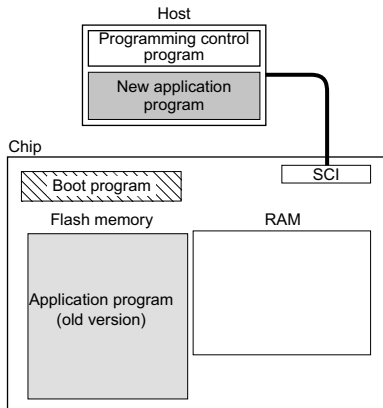 Host
Programming control
program
New application
program
Chip
SCI
Boot program
Flash memory
RAM
Application program
(old version)